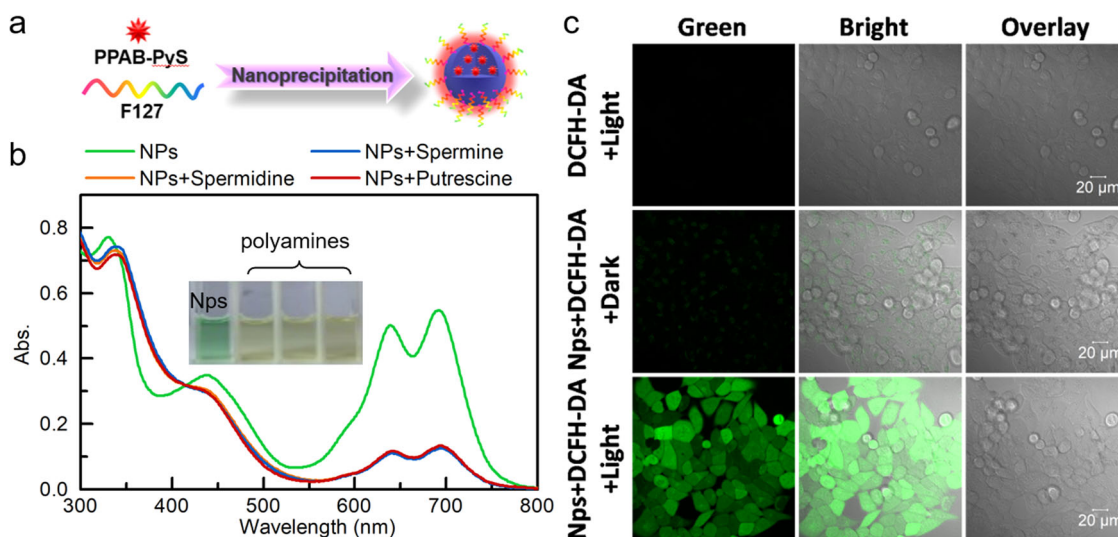 a
PPAB-PyS
F127
Nanoprecipitation
b
NPs
NPs+Spermine
NPs+Spermidine
NPs+Putrescine
0.8
0.6
0.4
0.2
0.0
Abs.
polyamines
Nps
300 400 500 600 700 800
Wavelength (nm)
c
Green Bright Overlay
DCFH-DA
+Light
20 μm
Nps+DCFH-DA
+Dark
20 μm
Nps+DCFH-DA
+Light
20 μm